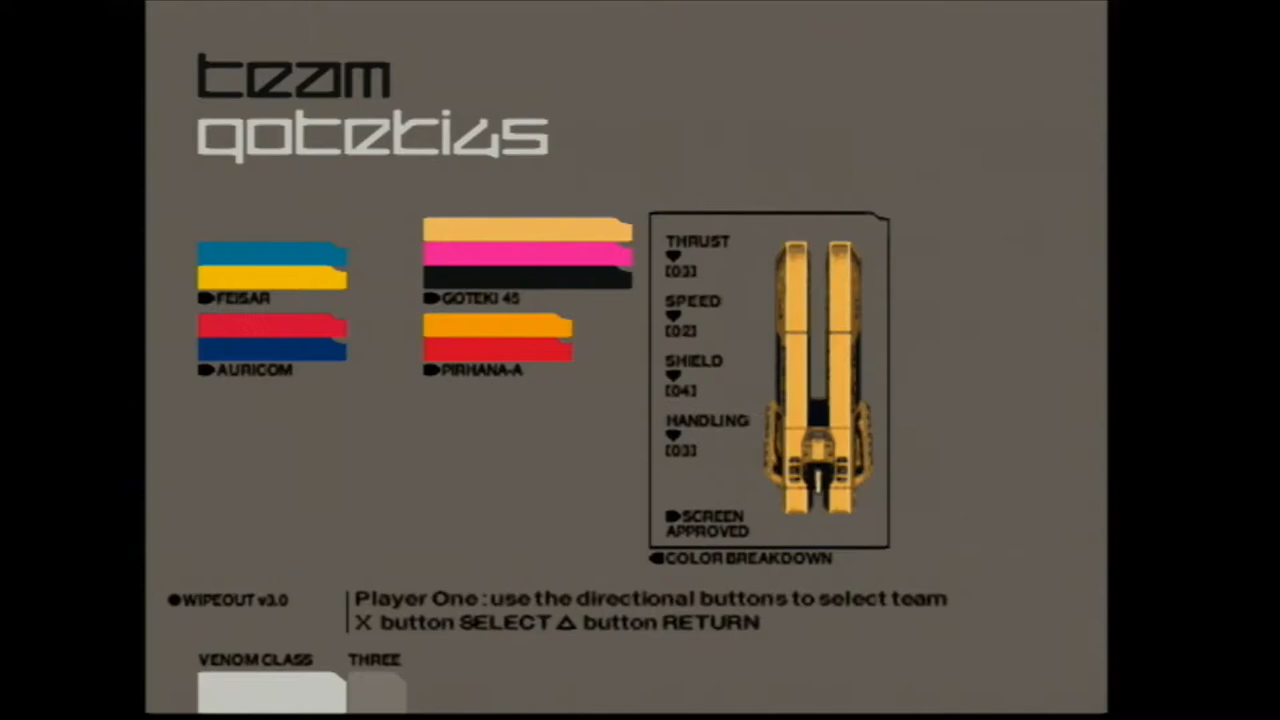 team
goteki45
FEISAR
GOTEKI 45
AURICOM
PIRHANA-A
THRUST
[03]
SPEED
[02]
SHIELD
[04]
HANDLING
[03]
SCREEN
APPROVED
COLOR BREAKDOWN
WIPEOUT v3.0
Player One : use the directional buttons to select team
X button SELECT △ button RETURN
VENOM CLASS THREE